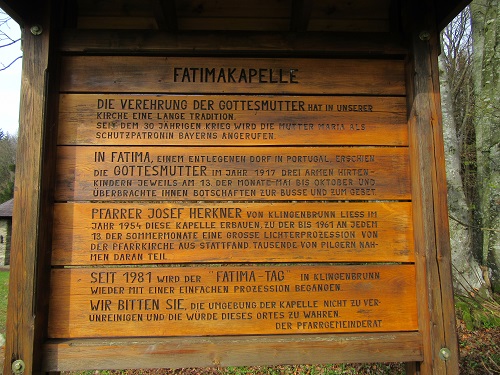 FATIMAKAPELLE
DIE VEREHRUNG DER GOTTESMUTTER HAT IN UNSERER
KIRCHE EINE LANGE TRADITION.
SEIT DEM 30 JÄHRIGEN KRIEG WIRD DIE MUTTER MARIA ALS
SCHUTZPATRONIN BAYERNS ANGERUFEN.
IN FATIMA, EINEM ENTLEGENEN DORF IN PORTUGAL, ERSCHIEN
DIE GOTTESMUTTER IM JAHR 1917 DREI ARMEN HIRTEN-
KINDERN JEWEILS AM 13. DER MONATE MAI BIS OKTOBER UND
ÜBERBRACHTE IHNEN BOTSCHAFTEN ZUR BUSSE UND ZUM GEBET.
PFARRER JOSEF HERKNER VON KLINGENBRUNN LIESS IM
JAHR 1954 DIESE KAPELLE ERBAUEN, ZU DER BIS 1961 AN JEDEM
13. DER SOMMERMONATE EINE GROSSE LICHTERPROZESSION VON
DER PFARRKIRCHE AUS STATTFAND. TAUSENDE VON PILGERN NAH-
MEN DARAN TEIL.
SEIT 1981 WIRD DER "FATIMA-TAG" IN KLINGENBRUNN
WIEDER MIT EINER EINFACHEN PROZESSION BEGANGEN.
WIR BITTEN SIE, DIE UMGEBUNG DER KAPELLE NICHT ZU VER-
UNREINIGEN UND DIE WÜRDE DIESES ORTES ZU WAHREN.
DER PFARRGEMEINDERAT